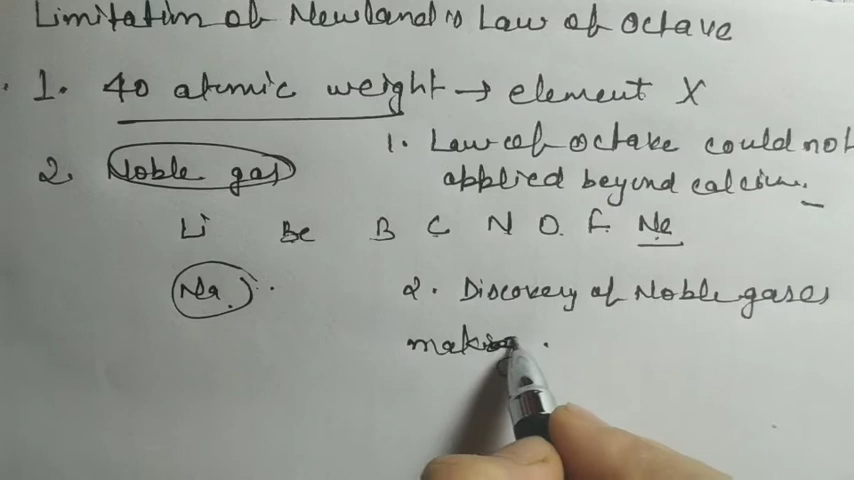 Limitation of Newland's Law of octave
1. 40 atomic weight → element X
1. Law of octave could not
applied beyond calcium.
2. Noble gas
Li Be B C N O. F. Ne
Na.
2. Discovery of Noble gases